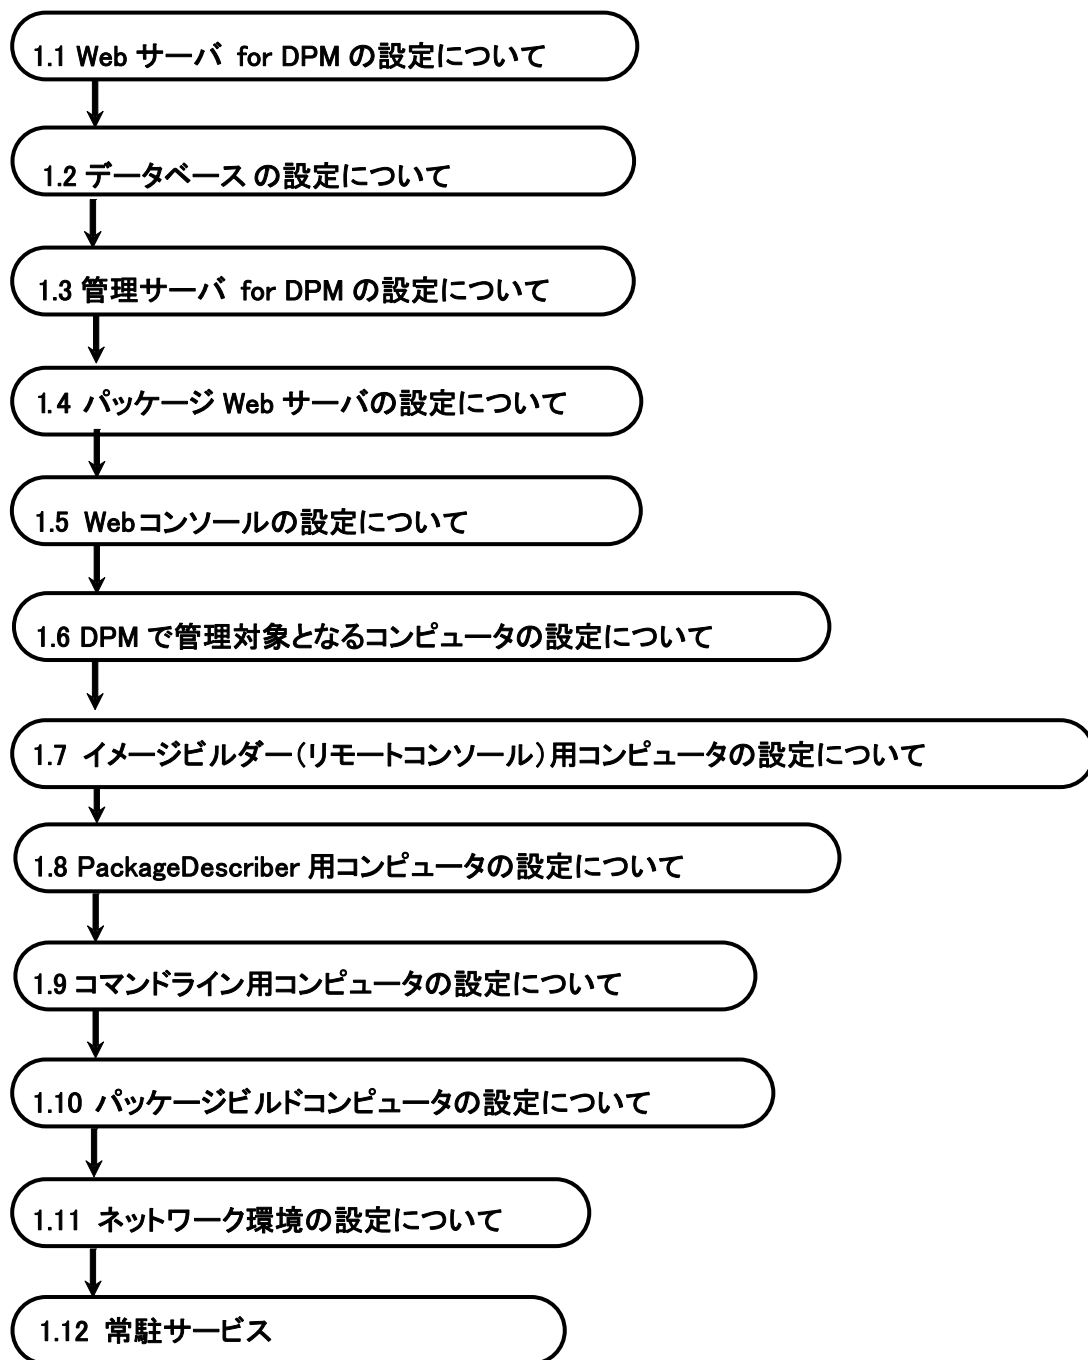 1.1 Web サーバ for DPM の設定について
1.2 データベース の設定について
1.3 管理サーバ for DPM の設定について
1.4 パッケージ Web サーバの設定について
1.5 Webコンソールの設定について
1.6 DPM で管理対象となるコンピュータの設定について
1.7 イメージビルダー（リモートコンソール）用コンピュータの設定について
1.8 PackageDescriber 用コンピュータの設定について
1.9 コマンドライン用コンピュータの設定について
1.10 パッケージビルドコンピュータの設定について
1.11 ネットワーク環境の設定について
1.12 常駐サービス